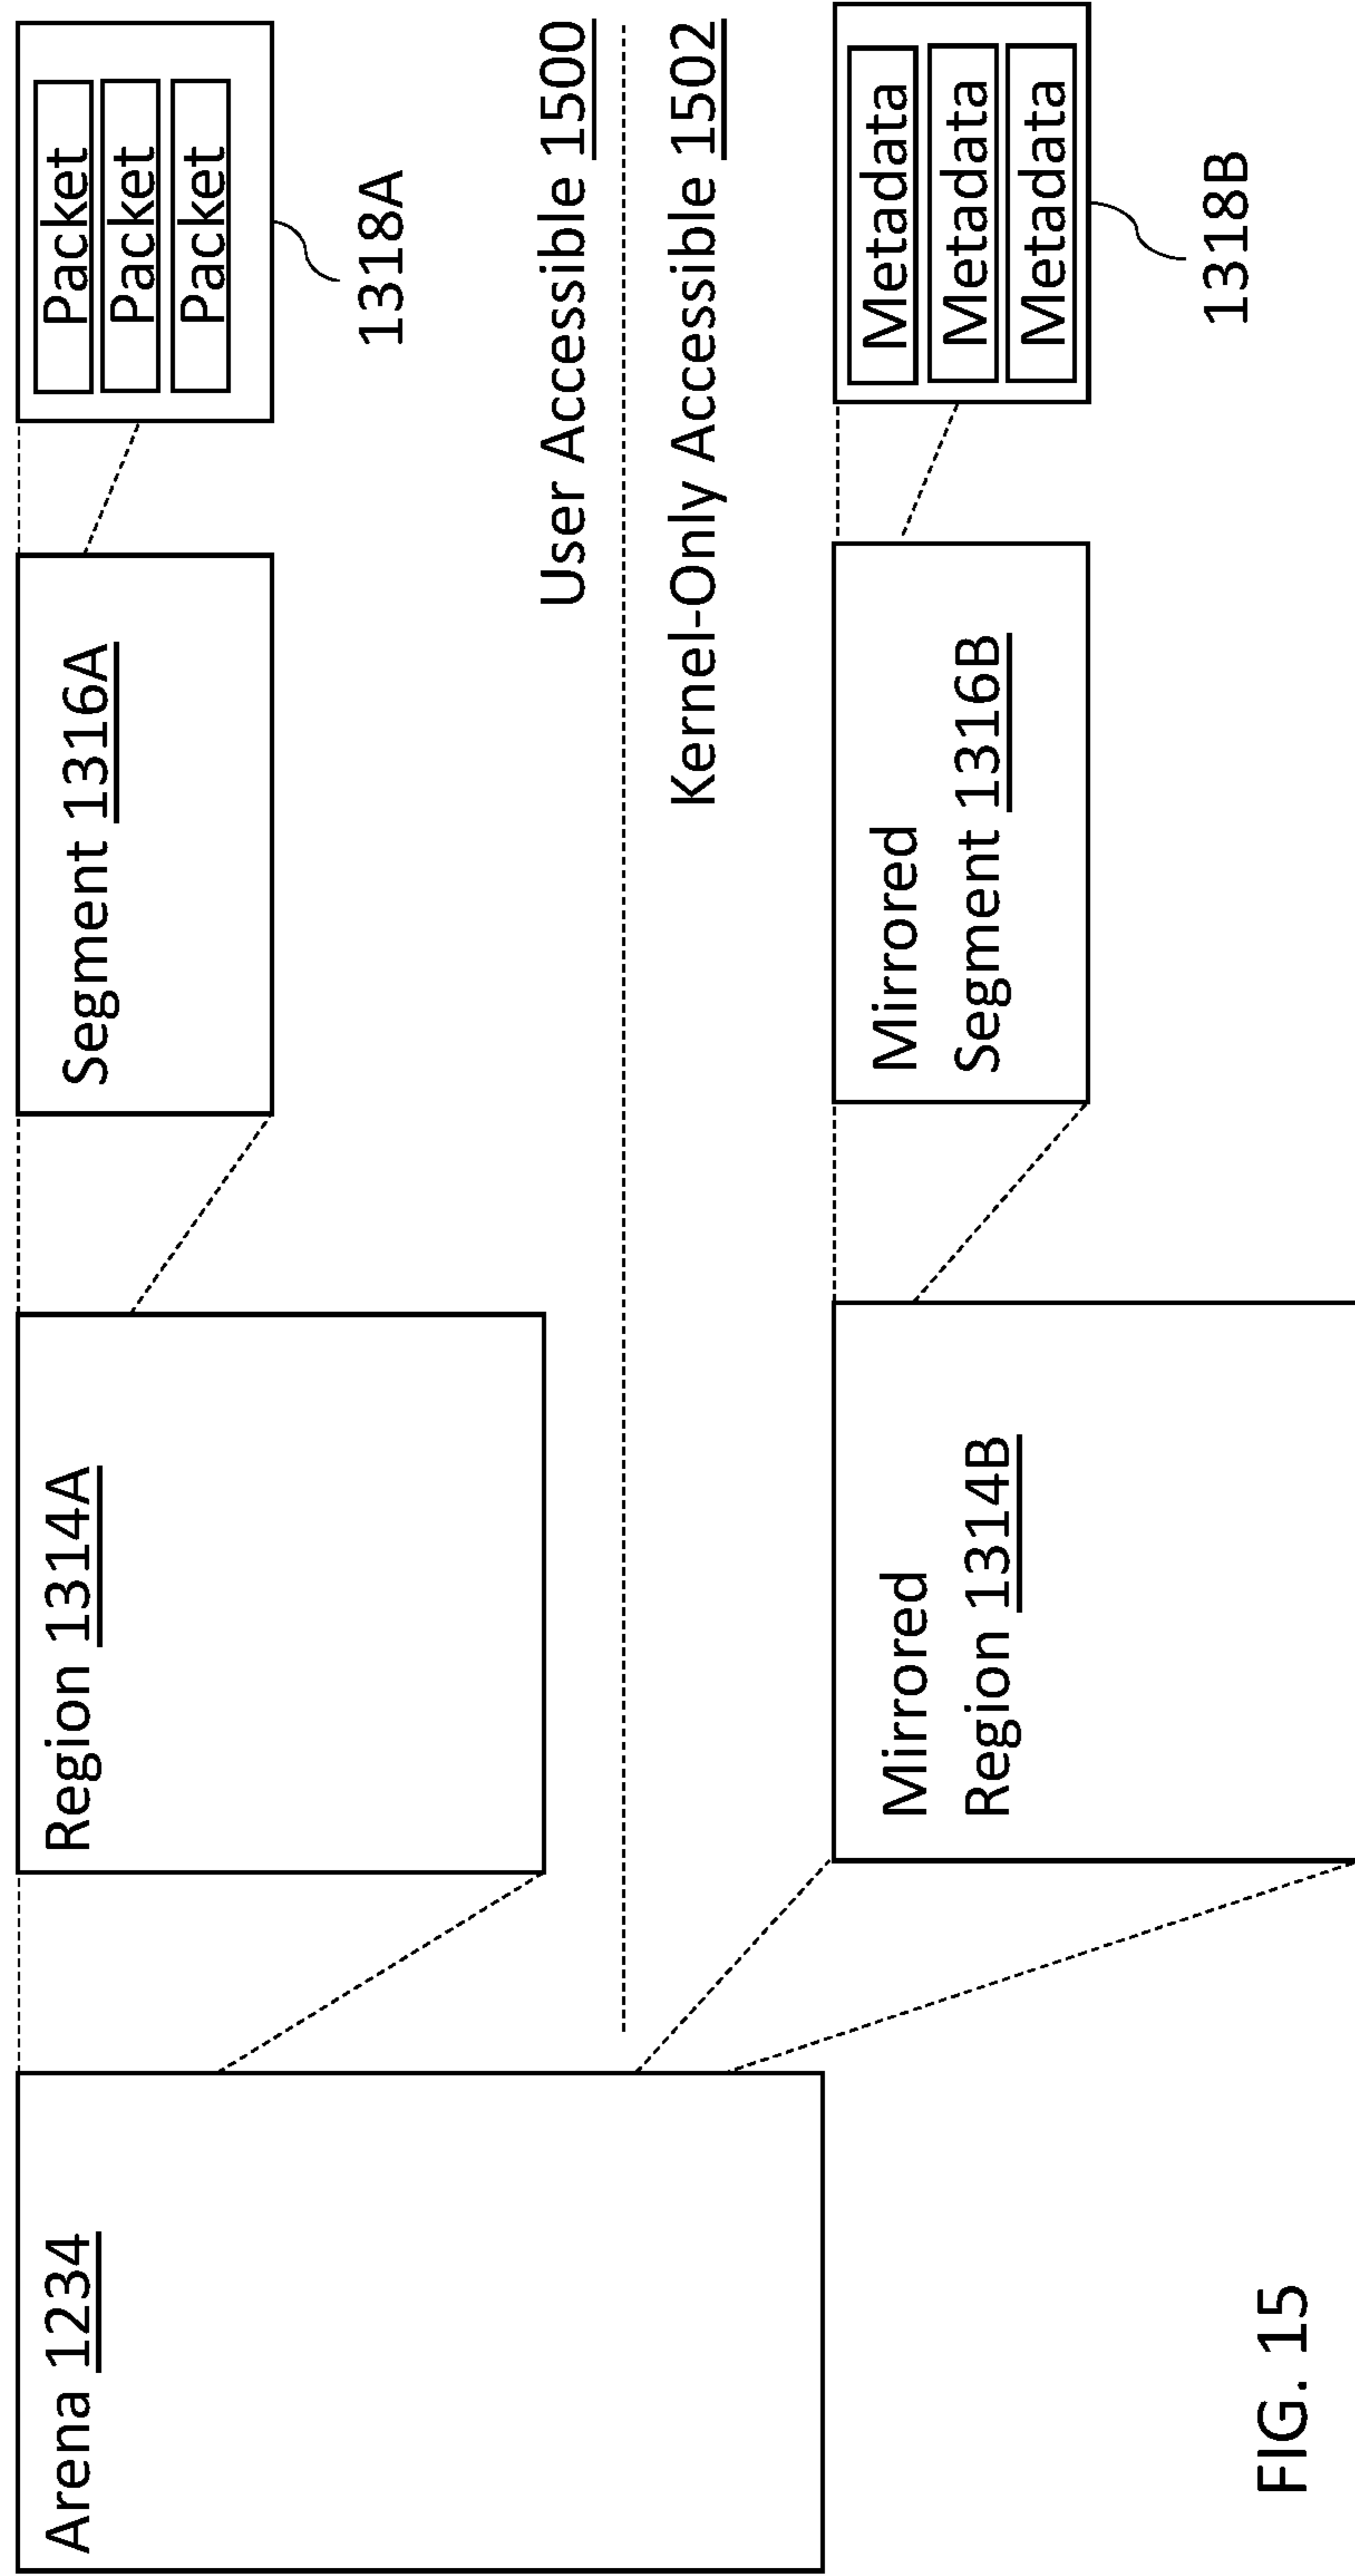 Arena 1234
Region 1314A
Segment 1316A
Packet
Packet
Packet
1318A
User Accessible 1500
Kernel-Only Accessible 1502
Mirrored
Region 1314B
Mirrored
Segment 1316B
Metadata
Metadata
Metadata
1318B
FIG. 15